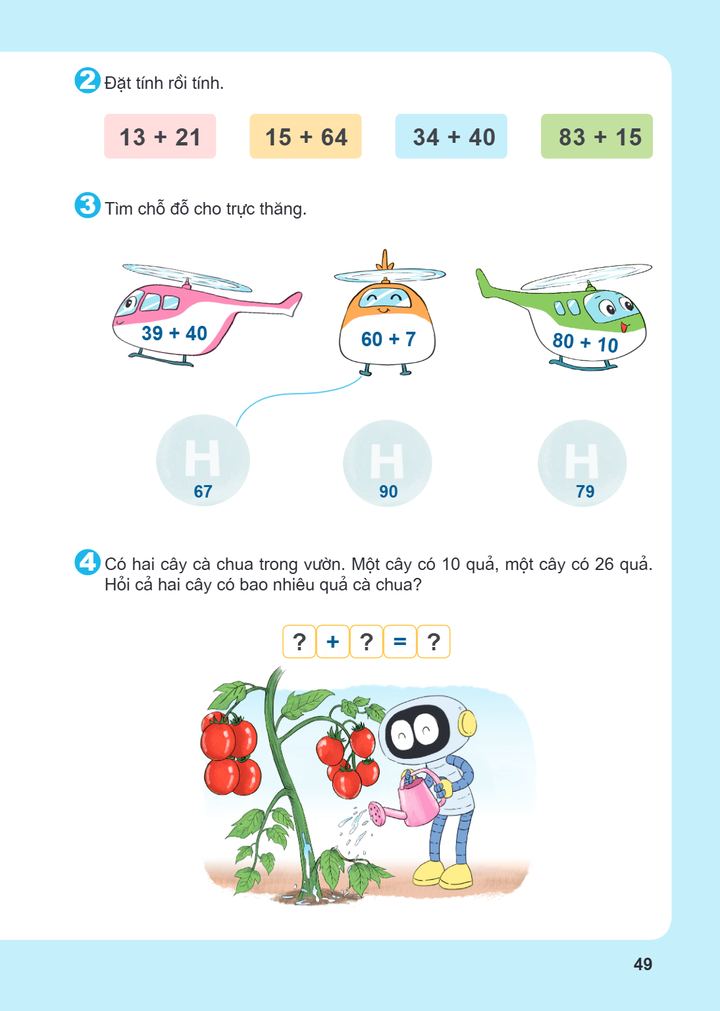 2 Đặt tính rồi tính.
13 + 21 15 + 64 34 + 40 83 + 15
3 Tìm chỗ đỗ cho trực thăng.
39 + 40 60 + 7 80 + 10
H H H
67 90 79
4 Có hai cây cà chua trong vườn. Một cây có 10 quả, một cây có 26 quả.
Hỏi cả hai cây có bao nhiêu quả cà chua?
? + ? = ?
49